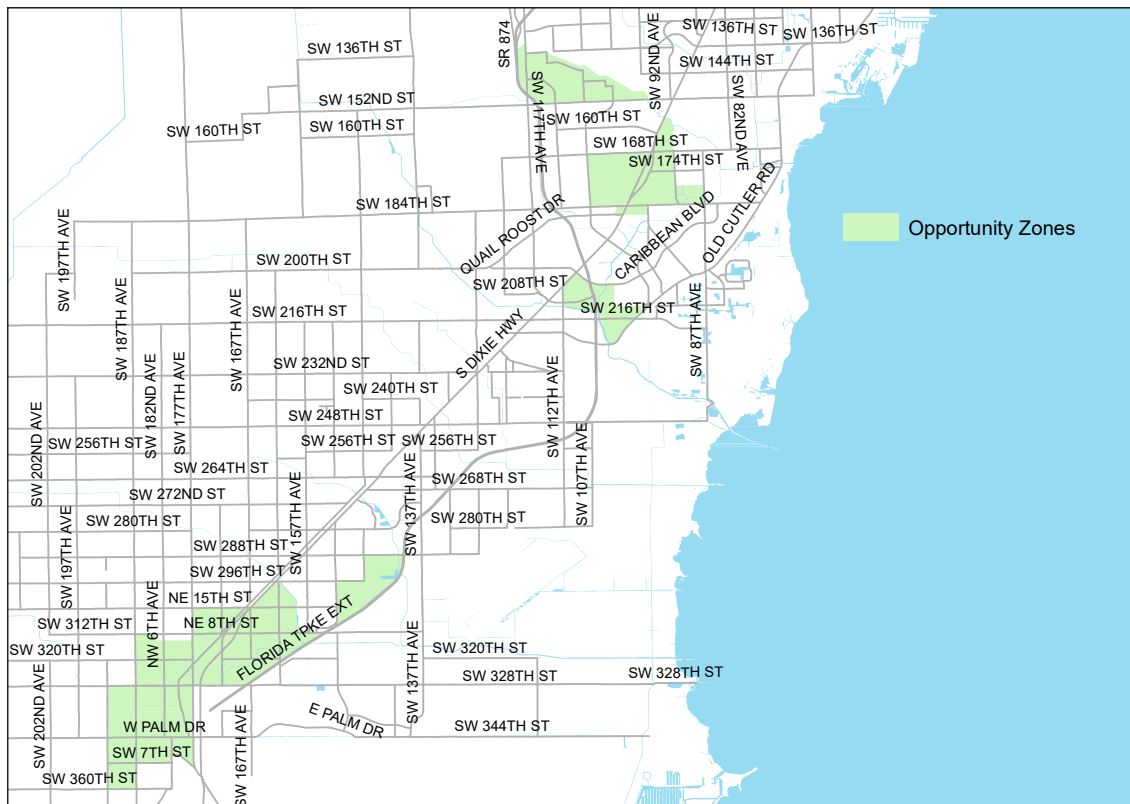 SW 136TH ST
SR 874
SW 92ND AVE
SW 136TH ST
SW 136TH ST
SW 144TH ST
SW 152ND ST
SW 117TH AVE
SW 82ND AVE
SW 160TH ST
SW 160TH ST
SW 160TH ST
SW 168TH ST
SW 174TH ST
SW 184TH ST
QUAIL ROOST DR
CARIBBEAN BLVD
OLD CUTLER RD
Opportunity Zones
SW 197TH AVE
SW 200TH ST
SW 208TH ST
SW 187TH AVE
SW 167TH AVE
SW 216TH ST
SW 216TH ST
SW 87TH AVE
S DIXIE HWY
SW 232ND ST
SW 182ND AVE
SW 177TH AVE
SW 240TH ST
SW 112TH AVE
SW 202ND AVE
SW 248TH ST
SW 256TH ST
SW 256TH ST
SW 256TH ST
SW 264TH ST
SW 268TH ST
SW 107TH AVE
SW 272ND ST
SW 157TH AVE
SW 137TH AVE
SW 280TH ST
SW 280TH ST
SW 288TH ST
SW 197TH AVE
SW 296TH ST
NE 15TH ST
NW 6TH AVE
SW 312TH ST
NE 8TH ST
FLORIDA TPKE EXT
SW 320TH ST
SW 320TH ST
SW 137TH AVE
SW 328TH ST
SW 328TH ST
SW 202ND AVE
W PALM DR
E PALM DR
SW 344TH ST
SW 167TH AVE
SW 7TH ST
SW 360TH ST